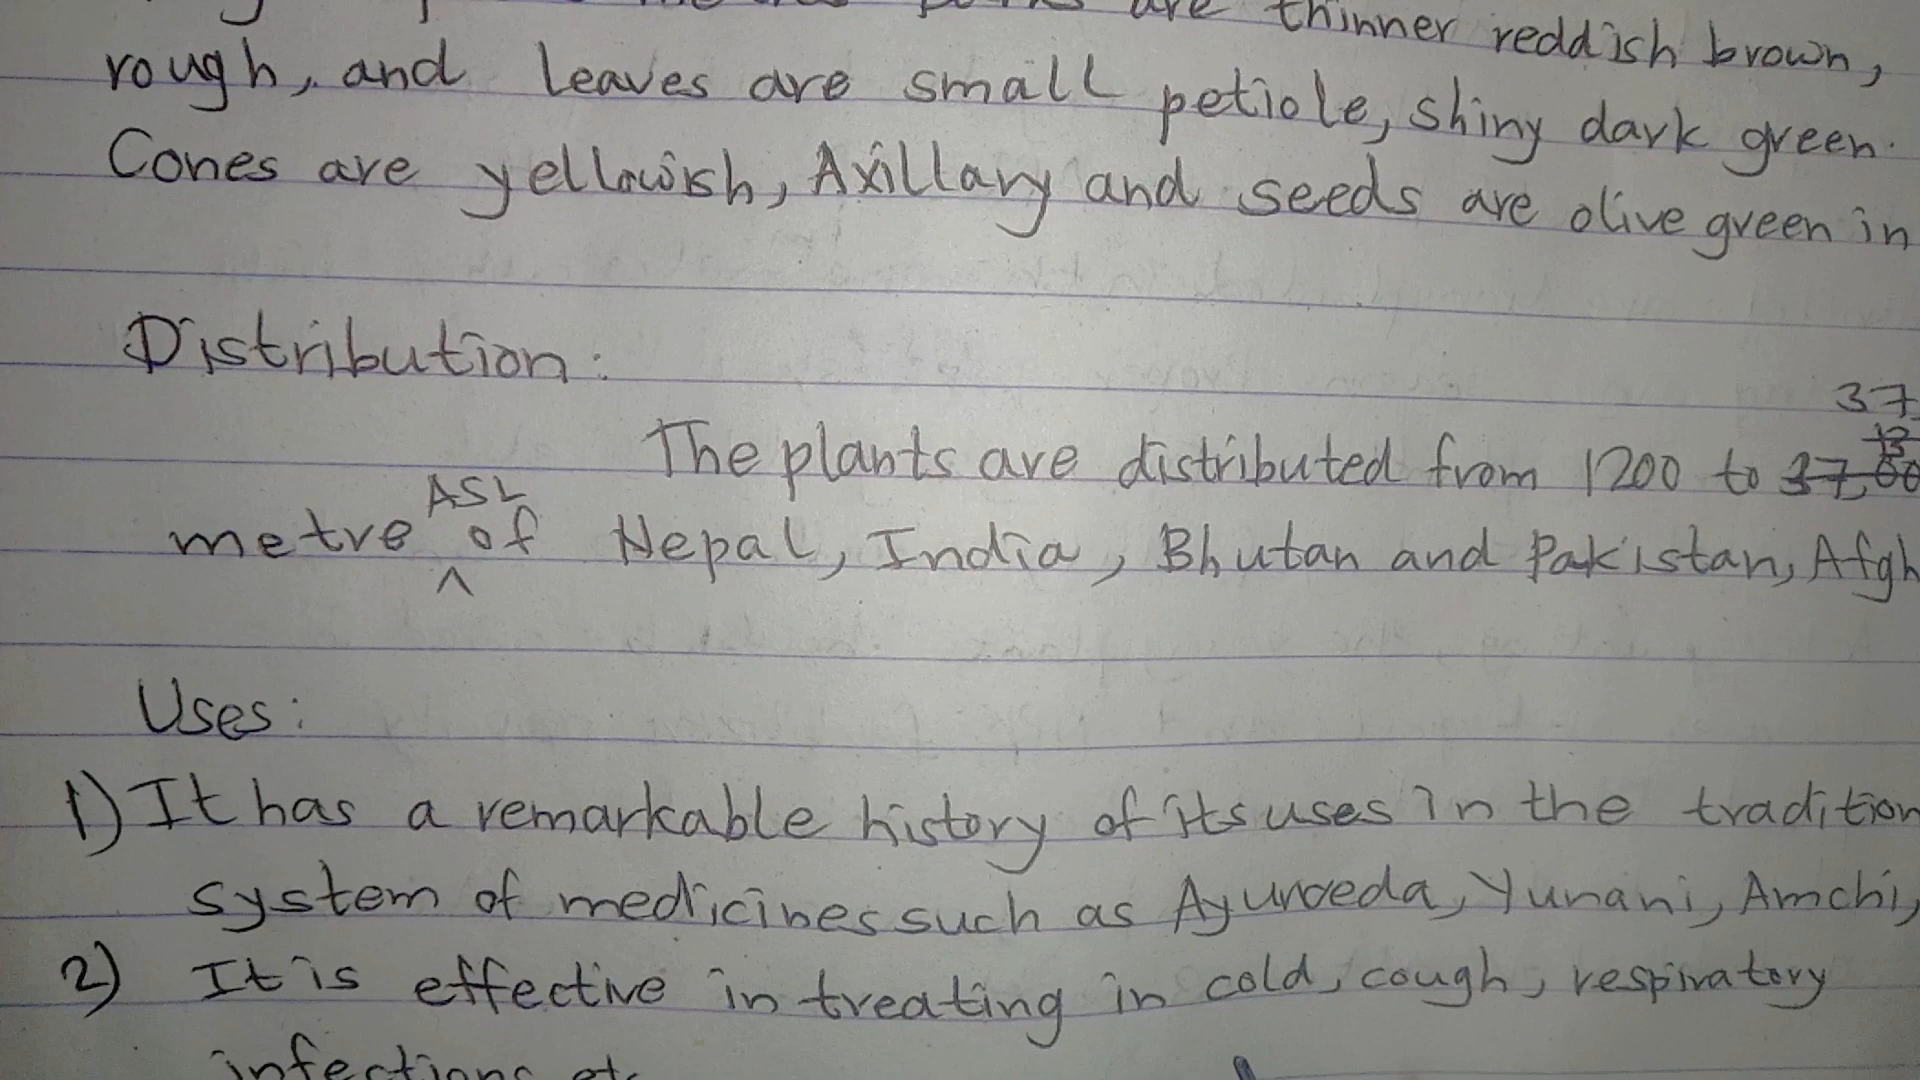 are thinner reddish brown,
rough, and leaves are small petiole, shiny dark green.
Cones are yellowish, Axillary and seeds are olive green in
Distribution:
37
The plants are distributed from 1200 to
metre ASL of Nepal, India, Bhutan and Pakistan, Afgh
Uses:
1) It has a remarkable history of its uses in the tradition
system of medicines such as Ayurveda, Yunani, Amchi,
2) It is effective in treating in cold, cough, respiratory
infections etc